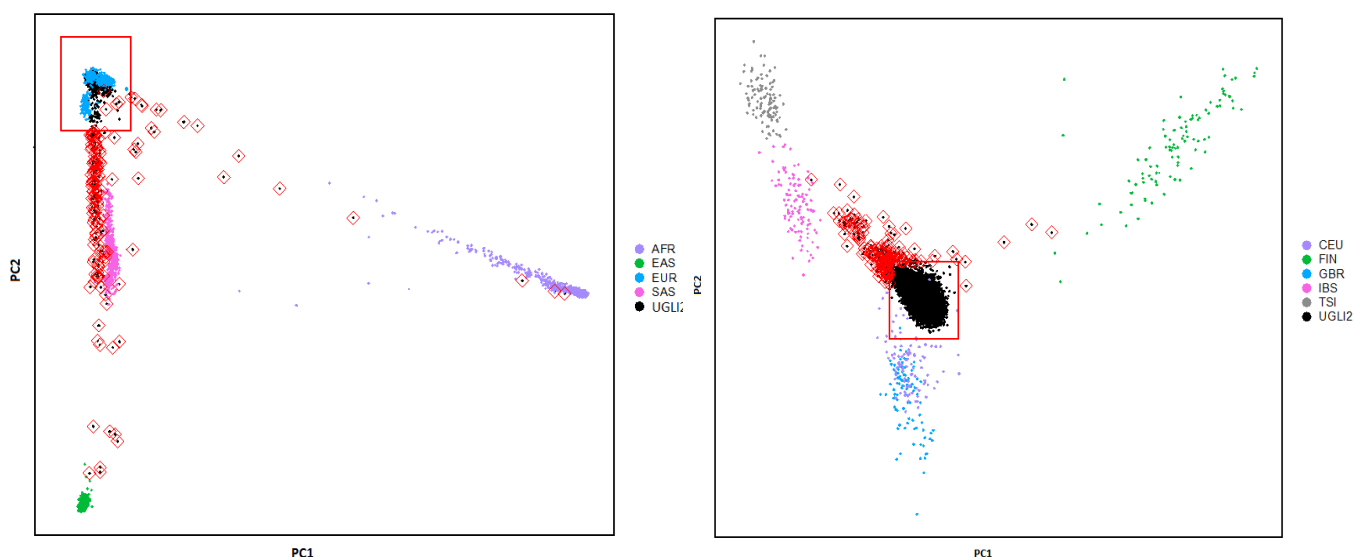 PC2
AFR
EAS
EUR
SAS
UGLI2
PC1
PC2
CEU
FIN
GBR
IBS
TSI
UGLI2
PC1